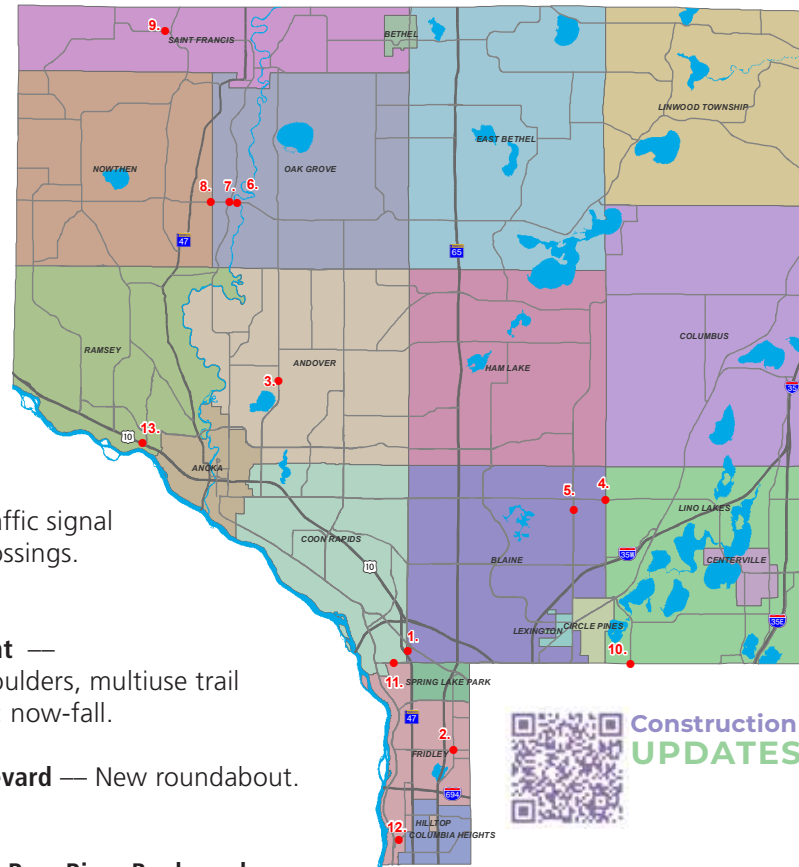 9.
SAINT FRANCIS
BETHEL
LINWOOD TOWNSHIP
EAST BETHEL
NOWTHEN
OAK GROVE
8.
7.
6.
47
65
COLUMBUS
RAMSEY
ANDOVER
HAM LAKE
3.
35
10
13.
ANOKA
5.
4.
LINO LAKES
COON RAPIDS
35W
CENTERVILLE
BLAINE
10
LEXINGTON
CIRCLE PINES
35E
1.
10.
11.
SPRING LAKE PARK
47
2.
FRIDLEY
694
HILLTOP
COLUMBIA HEIGHTS
12.
affic signal
ossings.
nt —
oulders, multiuse trail
: now-fall.
evard — New roundabout.
Construction
UPDATES